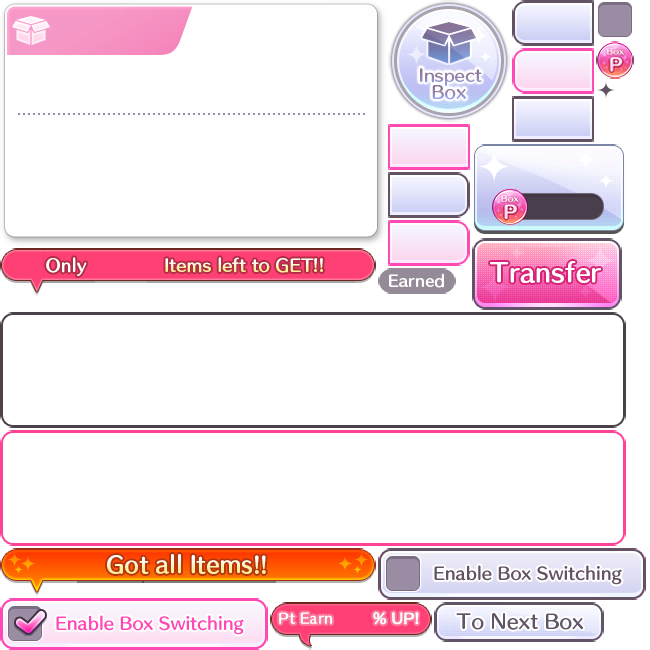 Inspect
Box
Box
P
Box
P
Only Items left to GET!!
Earned
Transfer
Got all Items!!
Enable Box Switching
Enable Box Switching
Pt Earn % UP!
To Next Box